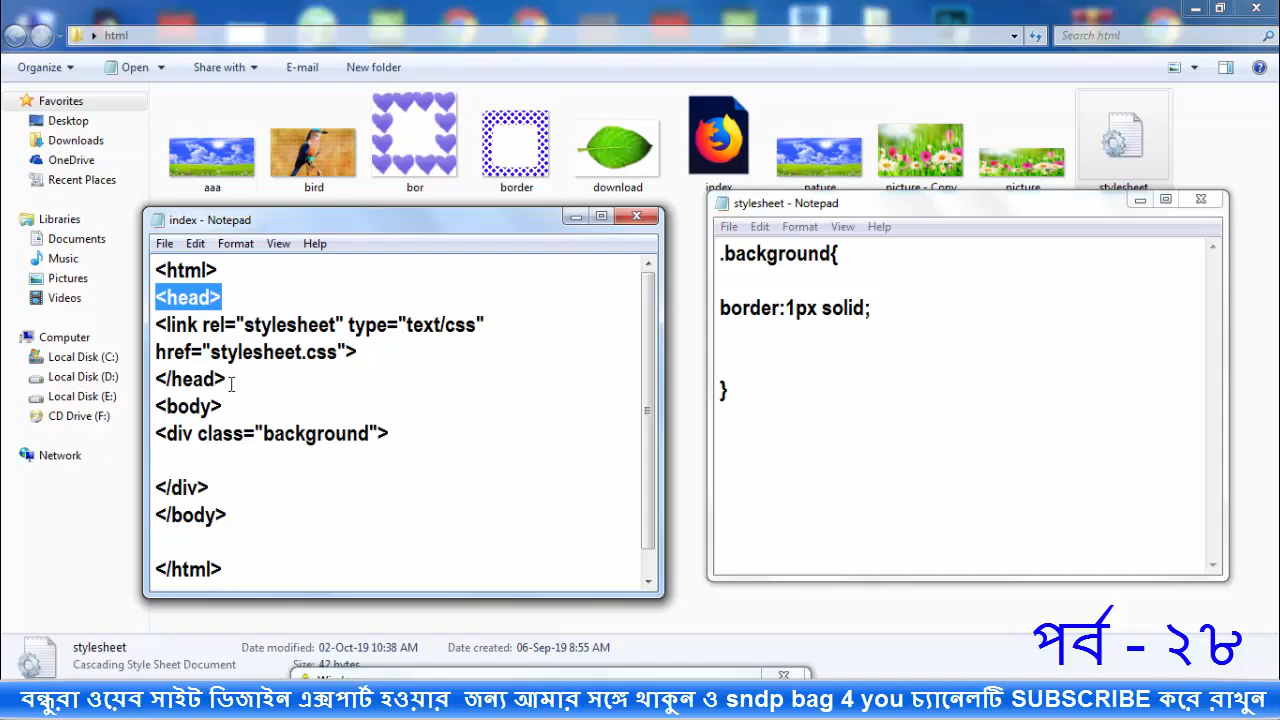 html
Search html
Organize
Open
Share with
E-mail
New folder
Favorites
Desktop
Downloads
OneDrive
Recent Places
Libraries
Documents
Music
Pictures
Videos
Computer
Local Disk (C:)
Local Disk (D:)
Local Disk (E:)
CD Drive (F:)
Network
aaa
bird
bor
border
download
index
nature
picture - Copy
picture
stylesheet
index - Notepad
File Edit Format View Help
<html>
<head>
<link rel="stylesheet" type="text/css"
href="stylesheet.css">
</head>
<body>
<div class="background">
</div>
</body>
</html>
stylesheet - Notepad
File Edit Format View Help
.background{
border:1px solid;
}
stylesheet
Date modified: 02-Oct-19 10:38 AM
Date created: 06-Sep-19 8:55 AM
Cascading Style Sheet Document
Size: 42 bytes
পর্ব - ২৮
বন্ধুরা ওয়েব সাইট ডিজাইন এক্সপার্ট হওয়ার জন্য আমার সঙ্গে থাকুন ও sndp bag 4 you চ্যানেলটি SUBSCRIBE করে রাখুন